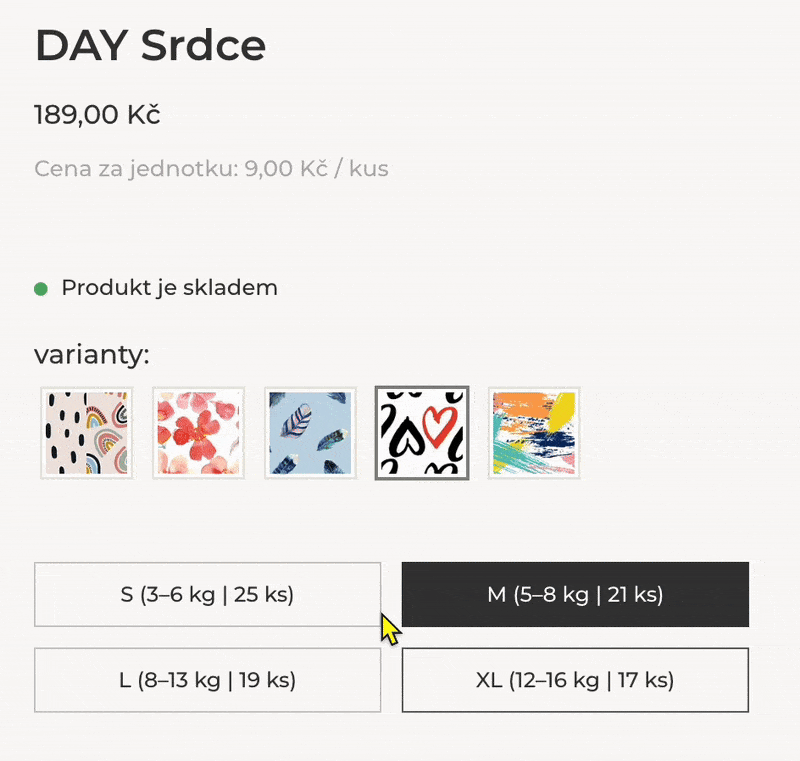 DAY Srdce
189,00 Kč
Cena za jednotku: 9,00 Kč / kus
Produkt je skladem
varianty:
S (3–6 kg | 25 ks)
M (5–8 kg | 21 ks)
L (8–13 kg | 19 ks)
XL (12–16 kg | 17 ks)